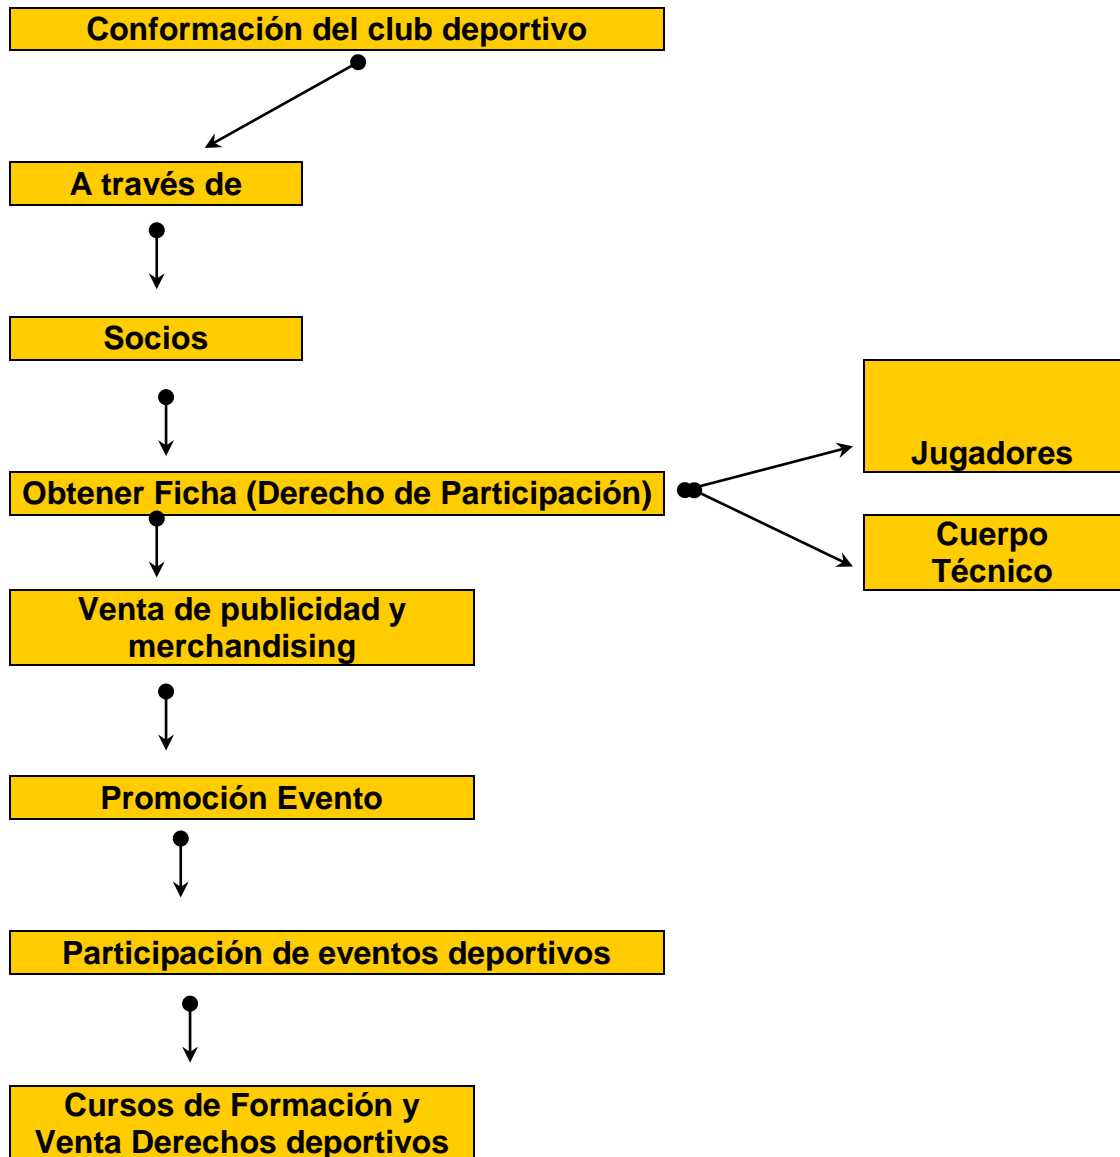 Conformación del club deportivo
A través de
Socios
Obtener Ficha (Derecho de Participación)
Jugadores
Cuerpo
Técnico
Venta de publicidad y
merchandising
Promoción Evento
Participación de eventos deportivos
Cursos de Formación y
Venta Derechos deportivos